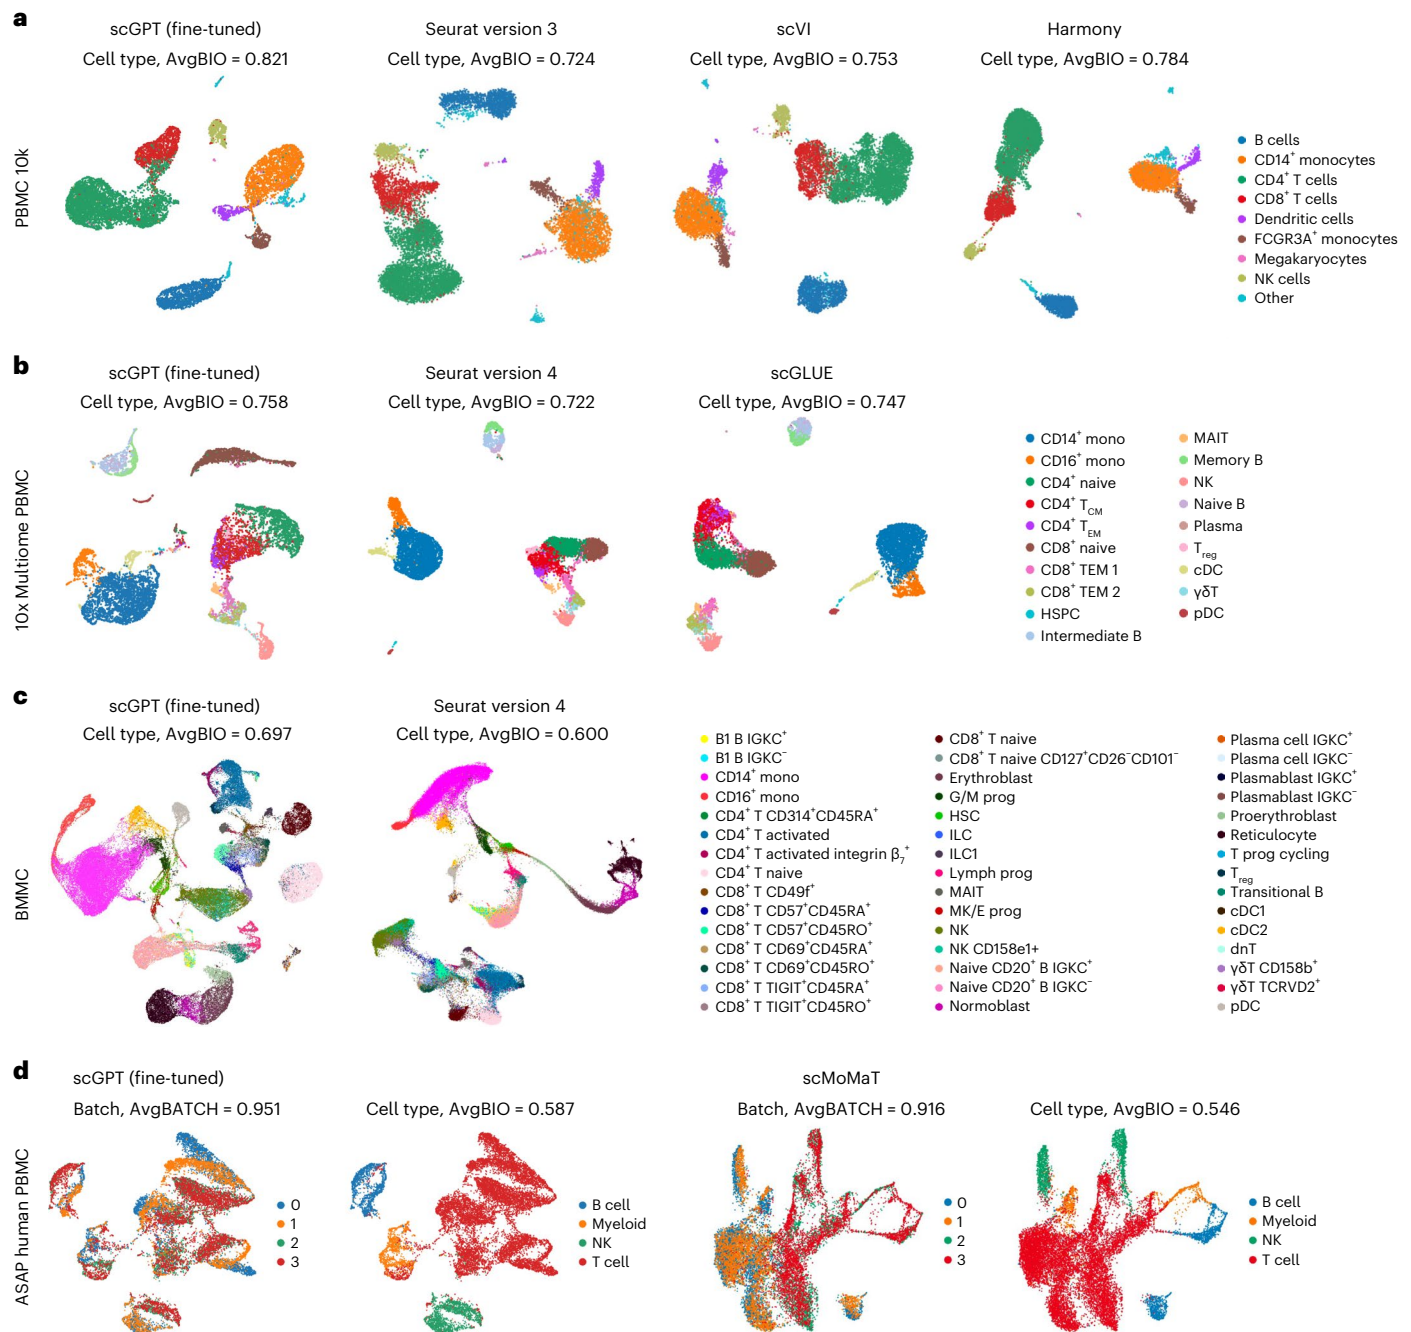 a
scGPT (fine-tuned)
Cell type, AvgBIO = 0.821
Seurat version 3
Cell type, AvgBIO = 0.724
scVI
Cell type, AvgBIO = 0.753
Harmony
Cell type, AvgBIO = 0.784
PBMC 10k
B cells
CD14⁺ monocytes
CD4⁺ T cells
CD8⁺ T cells
Dendritic cells
FCGR3A⁺ monocytes
Megakaryocytes
NK cells
Other
b
scGPT (fine-tuned)
Cell type, AvgBIO = 0.758
Seurat version 4
Cell type, AvgBIO = 0.722
scGLUE
Cell type, AvgBIO = 0.747
10x Multiome PBMC
CD14⁺ mono
CD16⁺ mono
CD4⁺ naive
CD4⁺ T_CM
CD4⁺ T_EM
CD8⁺ naive
CD8⁺ TEM 1
CD8⁺ TEM 2
HSPC
Intermediate B
MAIT
Memory B
NK
Naive B
Plasma
T_reg
cDC
γδT
pDC
c
scGPT (fine-tuned)
Cell type, AvgBIO = 0.697
Seurat version 4
Cell type, AvgBIO = 0.600
BMMC
B1 B IGKC⁺
B1 B IGKC⁻
CD14⁺ mono
CD16⁺ mono
CD4⁺ T CD314⁺CD45RA⁺
CD4⁺ T activated
CD4⁺ T activated integrin β₇⁺
CD4⁺ T naive
CD8⁺ T CD49f⁺
CD8⁺ T CD57⁺CD45RA⁺
CD8⁺ T CD57⁺CD45RO⁺
CD8⁺ T CD69⁺CD45RA⁺
CD8⁺ T CD69⁺CD45RO⁺
CD8⁺ T TIGIT⁺CD45RA⁺
CD8⁺ T TIGIT⁺CD45RO⁺
CD8⁺ T naive
CD8⁺ T naive CD127⁺CD26⁻CD101⁻
Erythroblast
G/M prog
HSC
ILC
ILC1
Lymph prog
MAIT
MK/E prog
NK
NK CD158e1+
Naive CD20⁺ B IGKC⁺
Naive CD20⁺ B IGKC⁻
Normoblast
Plasma cell IGKC⁺
Plasma cell IGKC⁻
Plasmablast IGKC⁺
Plasmablast IGKC⁻
Proerythroblast
Reticulocyte
T prog cycling
T_reg
Transitional B
cDC1
cDC2
dnT
γδT CD158b⁺
γδT TCRVD2⁺
pDC
d
scGPT (fine-tuned)
Batch, AvgBATCH = 0.951
Cell type, AvgBIO = 0.587
scMoMaT
Batch, AvgBATCH = 0.916
Cell type, AvgBIO = 0.546
ASAP human PBMC
0
1
2
3
B cell
Myeloid
NK
T cell
0
1
2
3
B cell
Myeloid
NK
T cell